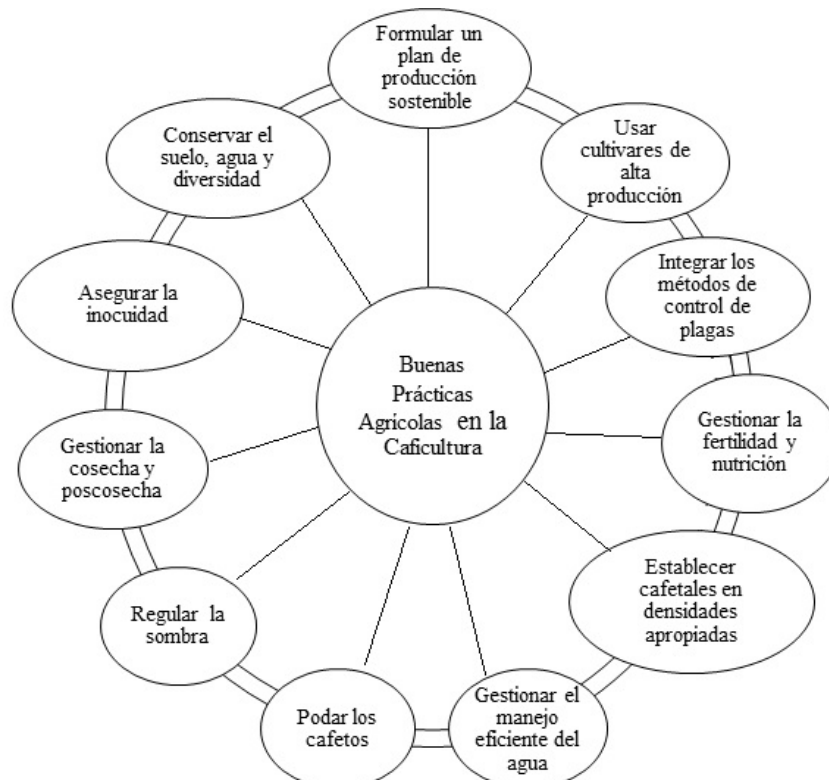 Formular un
plan de
producción
sostenible
Usar
cultivares de
alta
producción
Integrar los
métodos de
control de
plagas
Gestionar la
fertilidad y
nutrición
Establecer
cafetales en
densidades
apropiadas
Gestionar el
manejo
eficiente del
agua
Podar los
cafetos
Regular la
sombra
Gestionar la
cosecha y
poscosecha
Asegurar la
inocuidad
Conservar el
suelo, agua y
diversidad
Buenas
Prácticas
Agrícolas en la
Caficultura